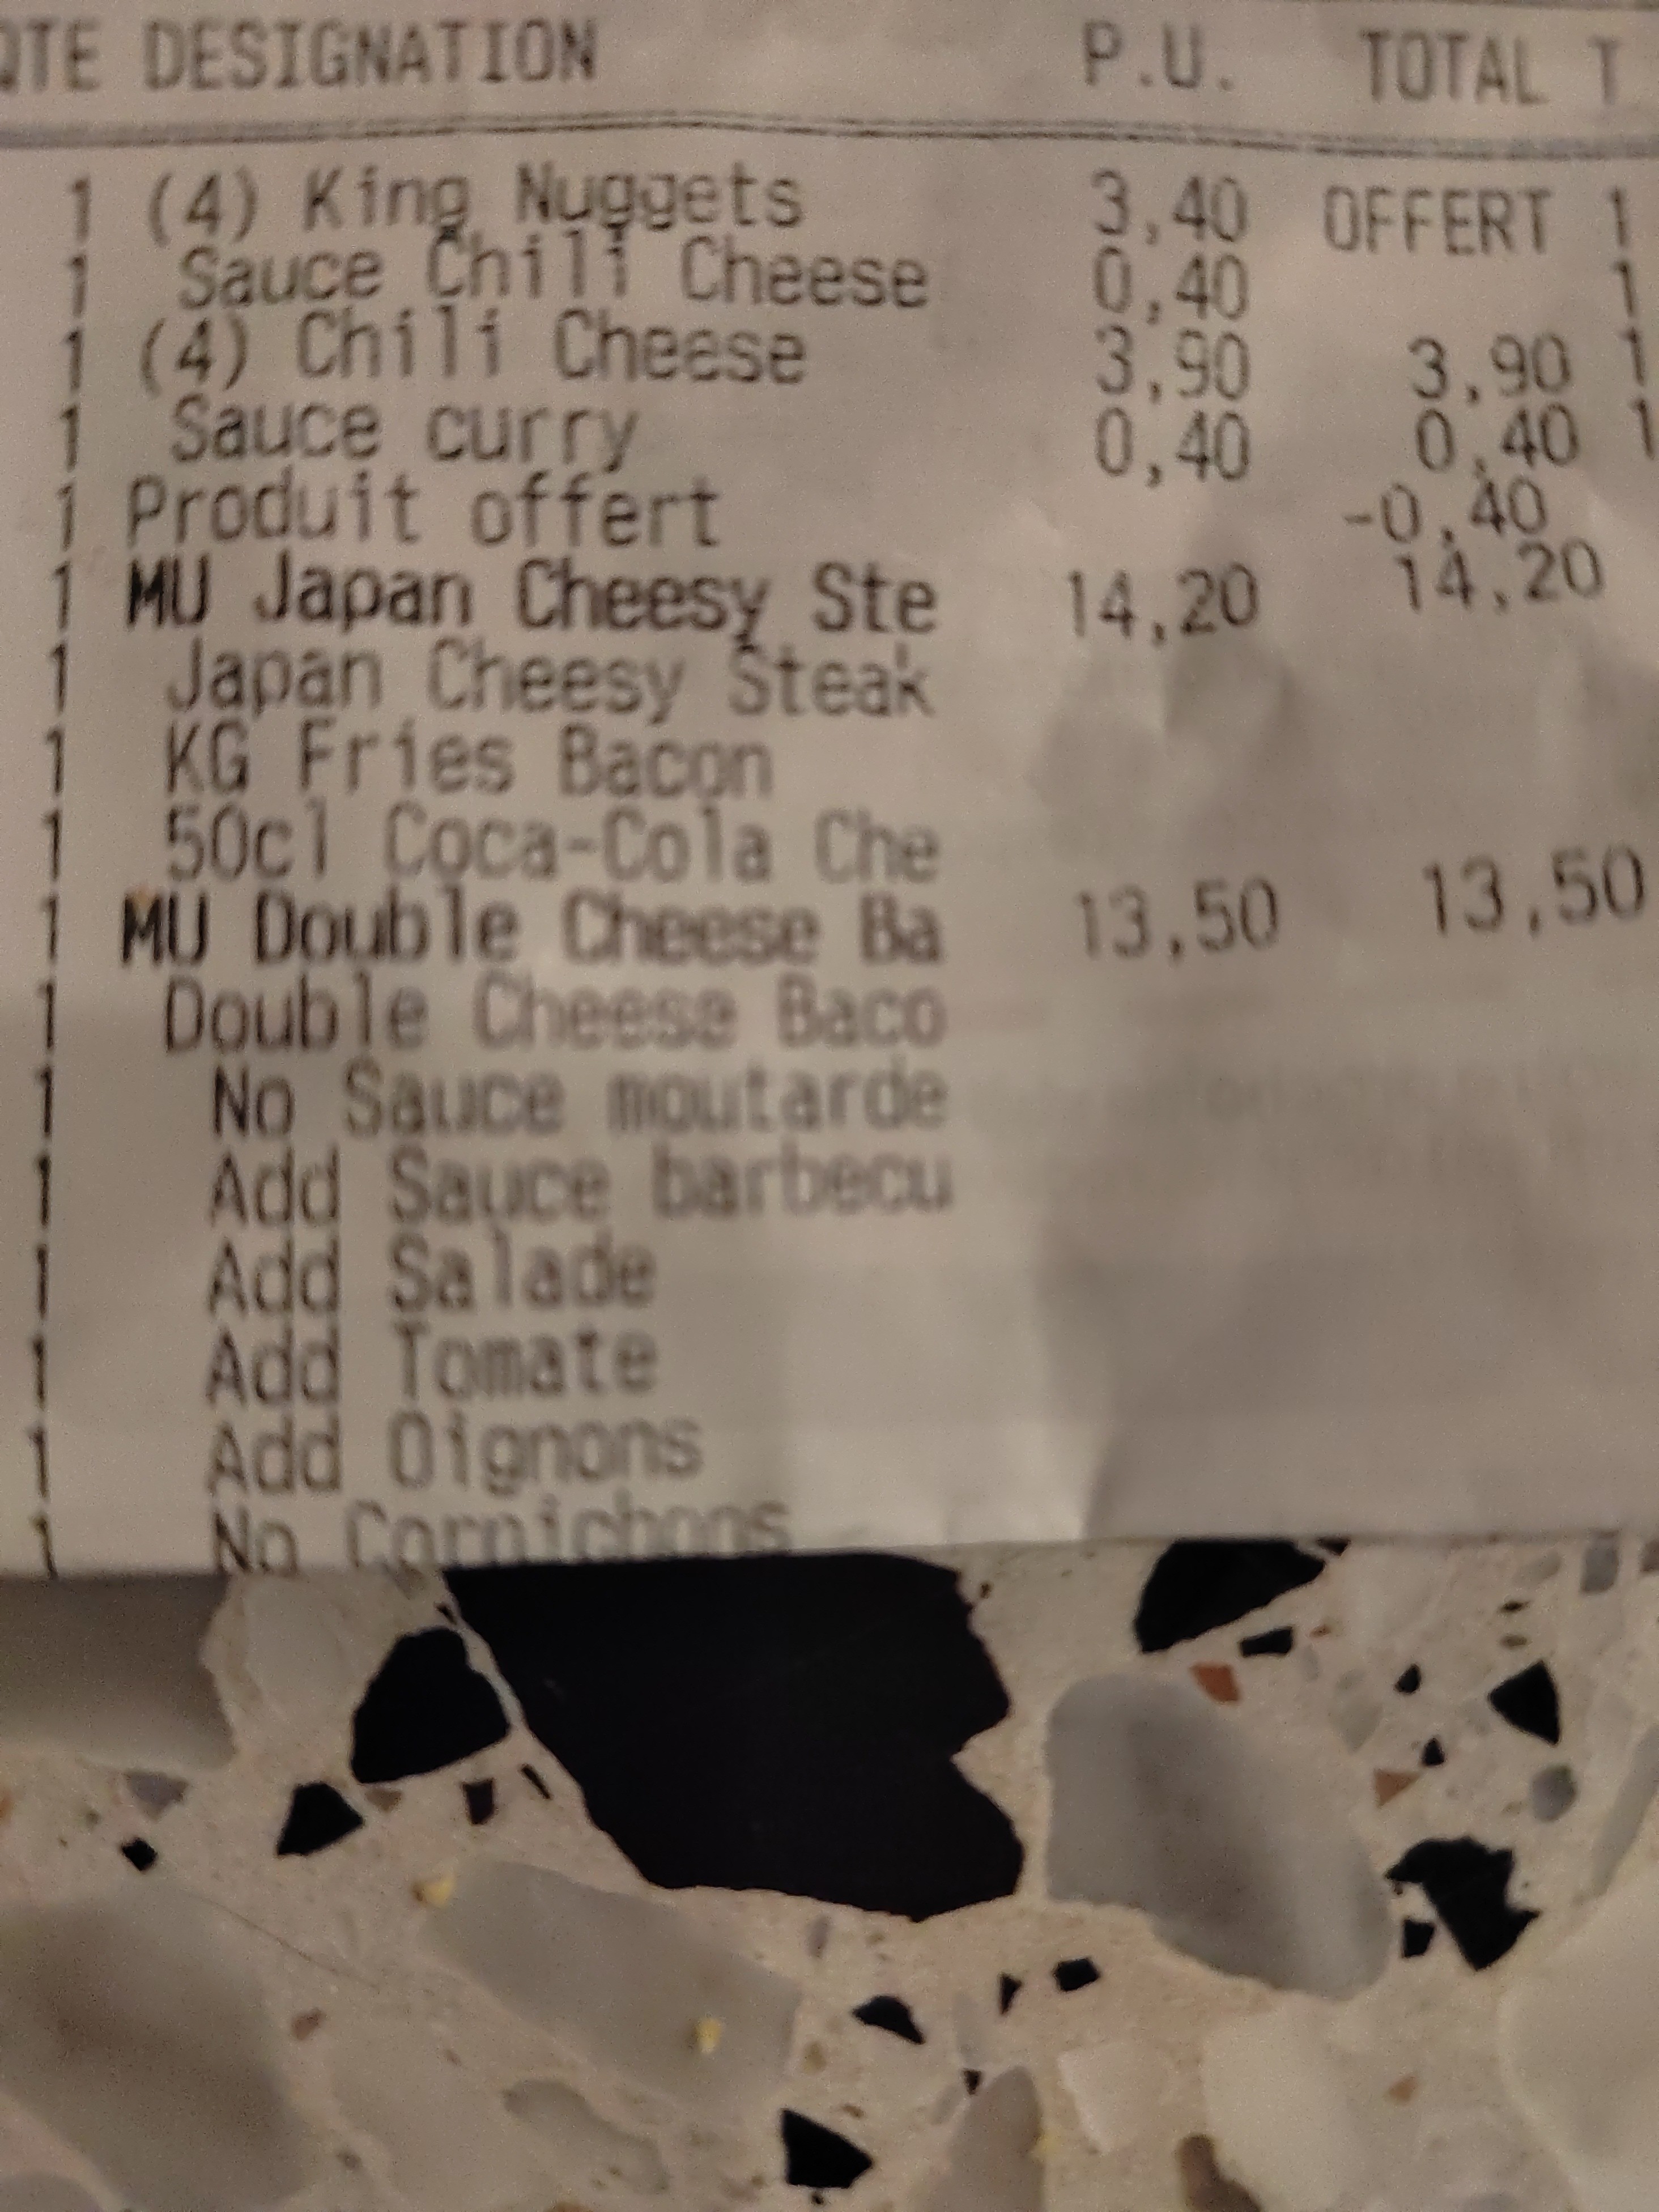 QTE DESIGNATION P.U. TOTAL T
1 (4) King Nuggets 3,40 OFFERT 1
1 Sauce Chili Cheese 0,40 1
1 (4) Chili Cheese 3,90 3,90 1
1 Sauce curry 0,40 0,40 1
1 Produit offert -0,40
1 MU Japan Cheesy Ste 14,20 14,20
1 Japan Cheesy Steak
1 KG Fries Bacon
1 50cl Coca-Cola Che
1 MU Double Cheese Ba 13,50 13,50
1 Double Cheese Baco
1 No Sauce moutarde
1 Add Sauce barbecu
1 Add Salade
1 Add Tomate
1 Add Oignons
1 No Cornichons